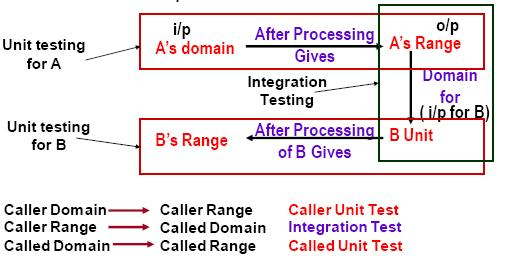 i/p
o/p
Unit testing
for A
A's domain
After Processing
Gives
A's Range
Integration
Testing
Domain
for
( i/p for B)
Unit testing
for B
B's Range
After Processing
of B Gives
B Unit
Caller Domain Caller Range Caller Unit Test
Caller Range Called Domain Integration Test
Called Domain Called Range Called Unit Test